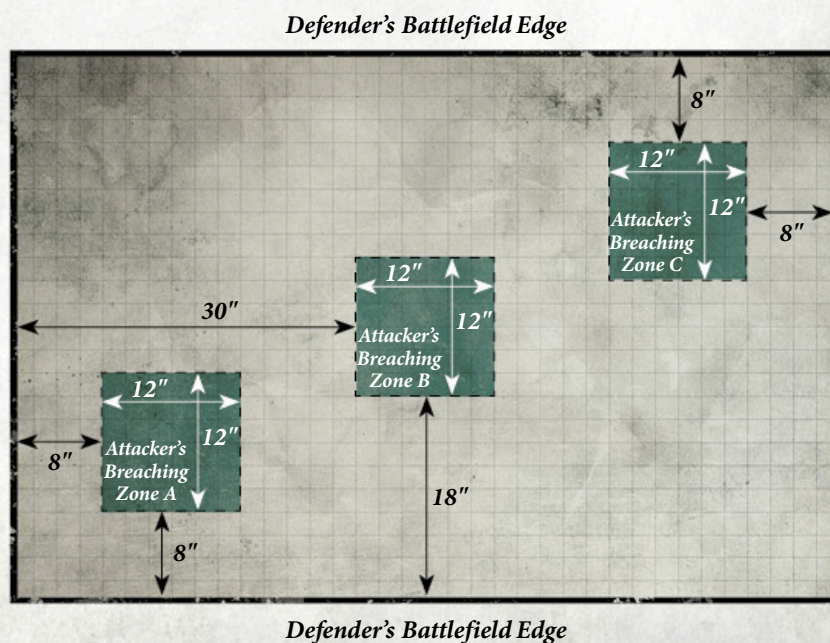 Defender's Battlefield Edge
8"
12"
12"
Attacker's
Breaching
Zone C
8"
12"
12"
30"
Attacker's
Breaching
Zone B
12"
12"
8"
Attacker's
Breaching
Zone A
18"
8"
Defender's Battlefield Edge